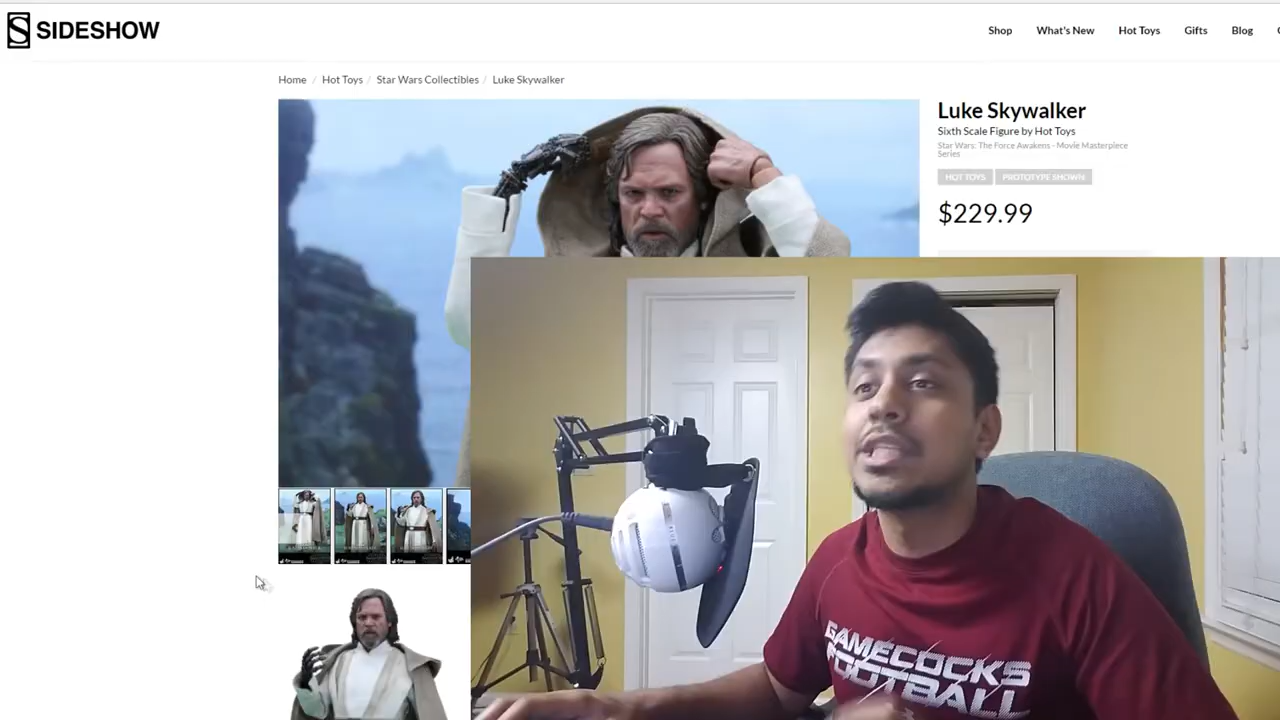 SIDESHOW
Shop What's New Hot Toys Gifts Blog
Home / Hot Toys / Star Wars Collectibles / Luke Skywalker
Luke Skywalker
Sixth Scale Figure by Hot Toys
Star Wars: The Force Awakens - Movie Masterpiece
Series
HOT TOYS PROTOTYPE SHOWN
$229.99
GAMECOCKS
FOOTBALL